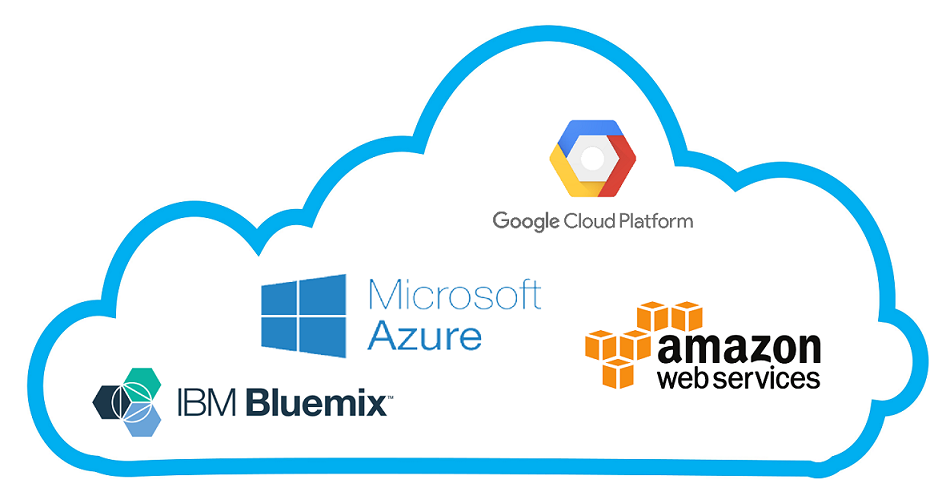 Google Cloud Platform
Microsoft
Azure
amazon
web services
IBM Bluemix™